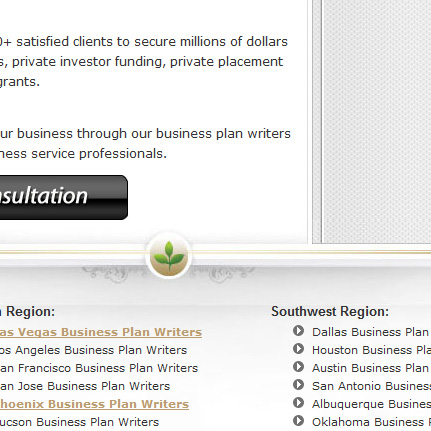 0+ satisfied clients to secure millions of dollars
s, private investor funding, private placement
grants.
ur business through our business plan writers
ness service professionals.
nsultation
Region:
as Vegas Business Plan Writers
os Angeles Business Plan Writers
an Francisco Business Plan Writers
an Jose Business Plan Writers
hoenix Business Plan Writers
ucson Business Plan Writers
Southwest Region:
Dallas Business Plan
Houston Business Pla
Austin Business Plan
San Antonio Business
Albuquerque Business
Oklahoma Business P